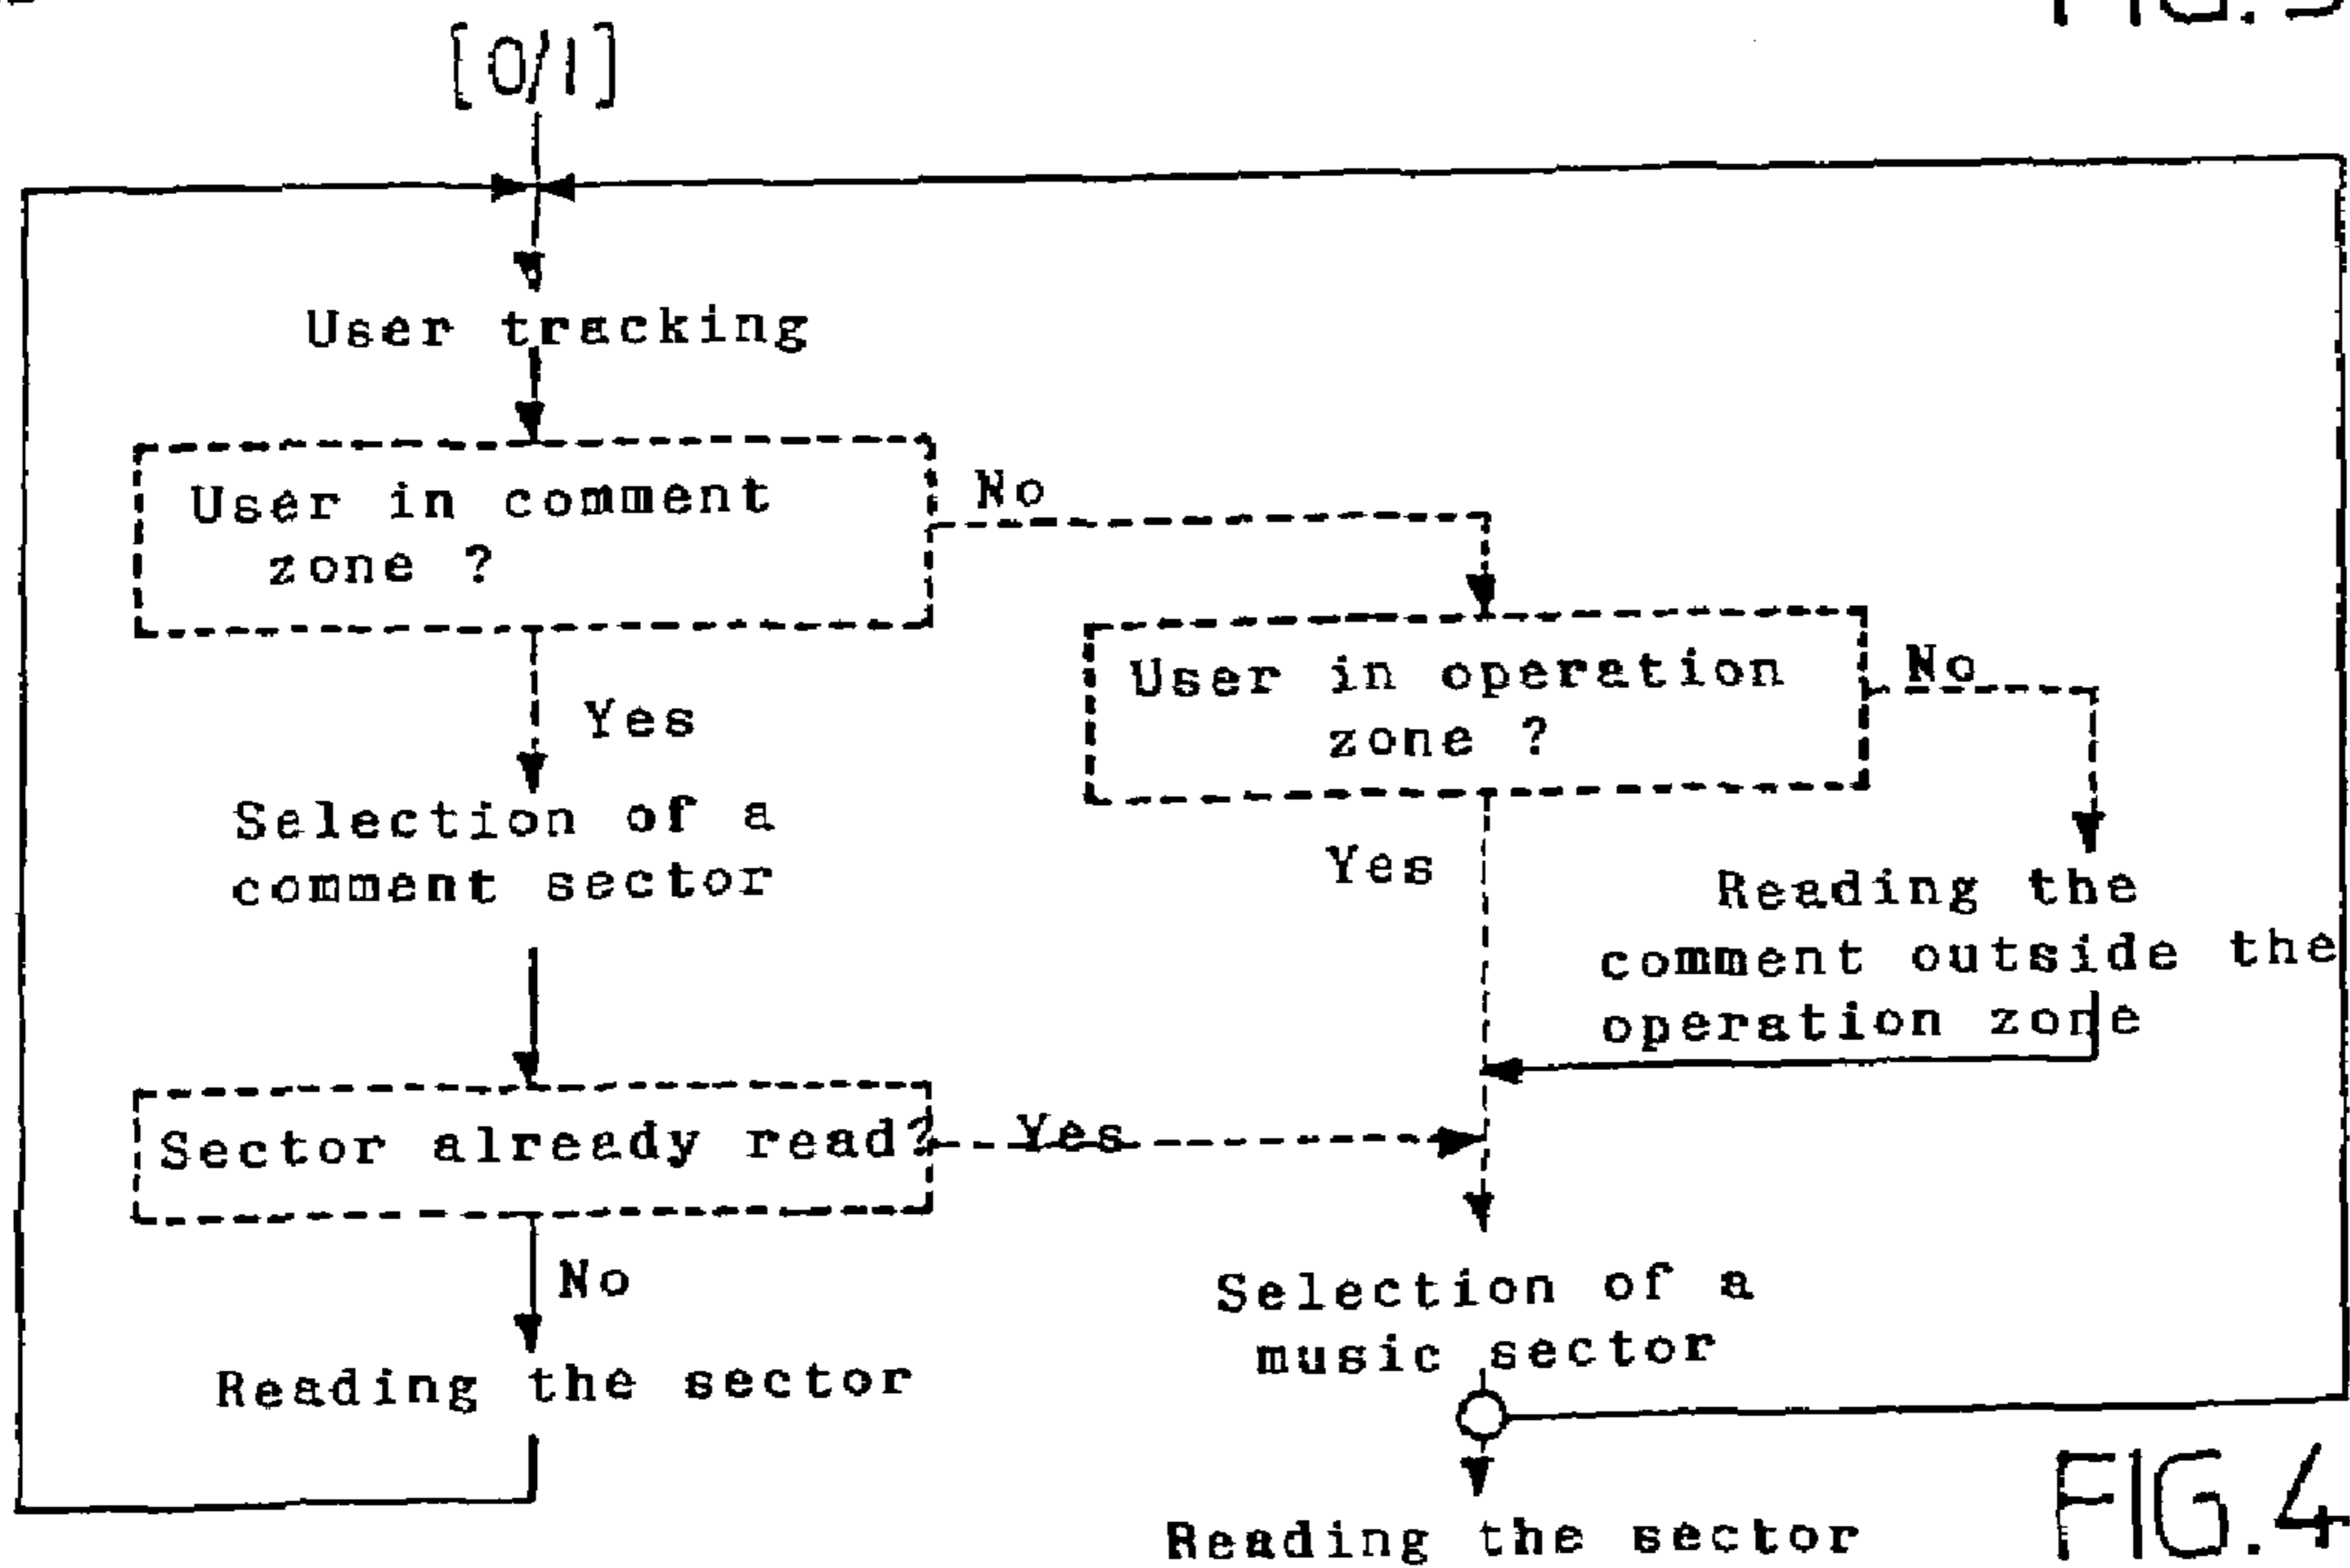 [0/1]
User tracking
User in comment
zone ?
No
Yes
User in operation
zone ?
No
Selection of a
comment sector
Yes
Reading the
comment outside the
operation zone
Sector already read?
Yes
No
Selection of a
music sector
Reading the sector
Reading the sector
FIG.4